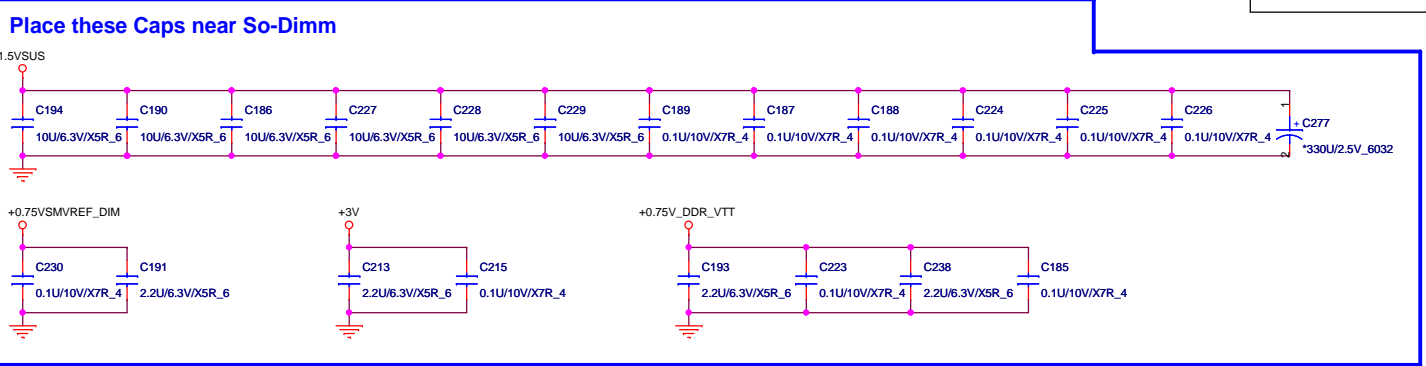 Place these Caps near So-Dimm
1.5VSUS
C194
10U/6.3V/X5R_6
C190
10U/6.3V/X5R_6
C186
10U/6.3V/X5R_6
C227
10U/6.3V/X5R_6
C228
10U/6.3V/X5R_6
C229
10U/6.3V/X5R_6
C189
0.1U/10V/X7R_4
C187
0.1U/10V/X7R_4
C188
0.1U/10V/X7R_4
C224
0.1U/10V/X7R_4
C225
0.1U/10V/X7R_4
C226
0.1U/10V/X7R_4
1
+ C277
2
*330U/2.5V_6032
+0.75VSMVREF_DIM
C230
0.1U/10V/X7R_4
C191
2.2U/6.3V/X5R_6
+3V
C213
2.2U/6.3V/X5R_6
C215
0.1U/10V/X7R_4
+0.75V_DDR_VTT
C193
2.2U/6.3V/X5R_6
C223
0.1U/10V/X7R_4
C238
2.2U/6.3V/X5R_6
C185
0.1U/10V/X7R_4